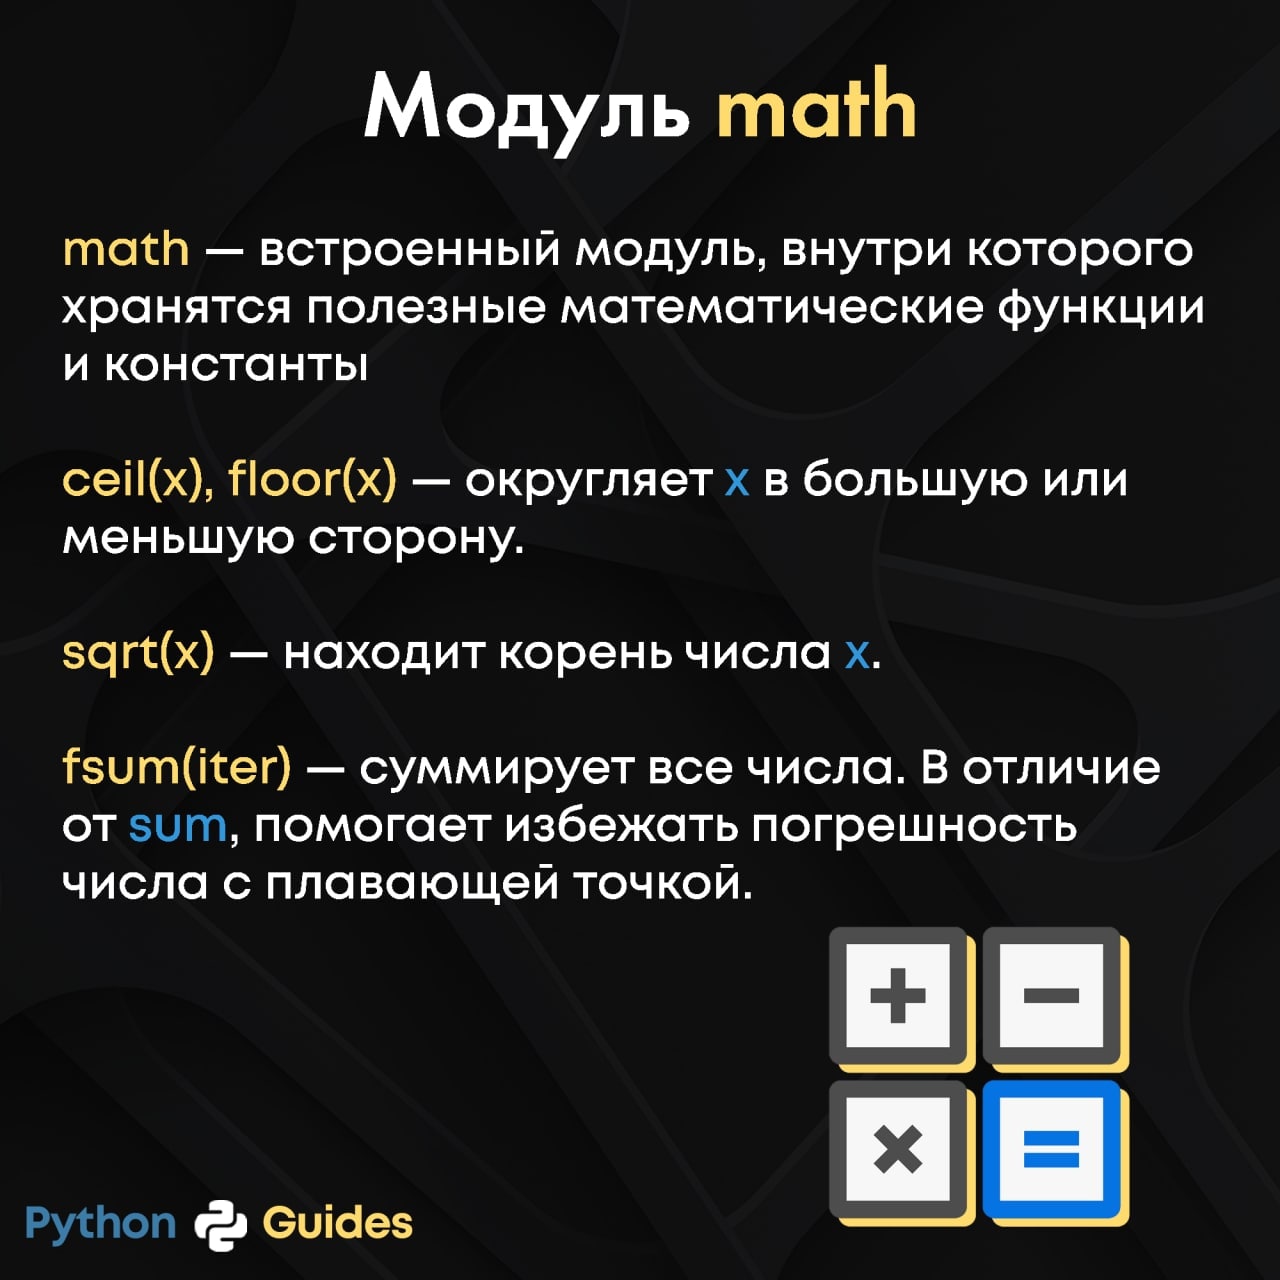 Модуль math
math — встроенный модуль, внутри которого
хранятся полезные математические функции
и константы
ceil(x), floor(x) — округляет x в большую или
меньшую сторону.
sqrt(x) — находит корень числа x.
fsum(iter) — суммирует все числа. В отличие
от sum, помогает избежать погрешность
числа с плавающей точкой.
+ −
× =
Python Guides